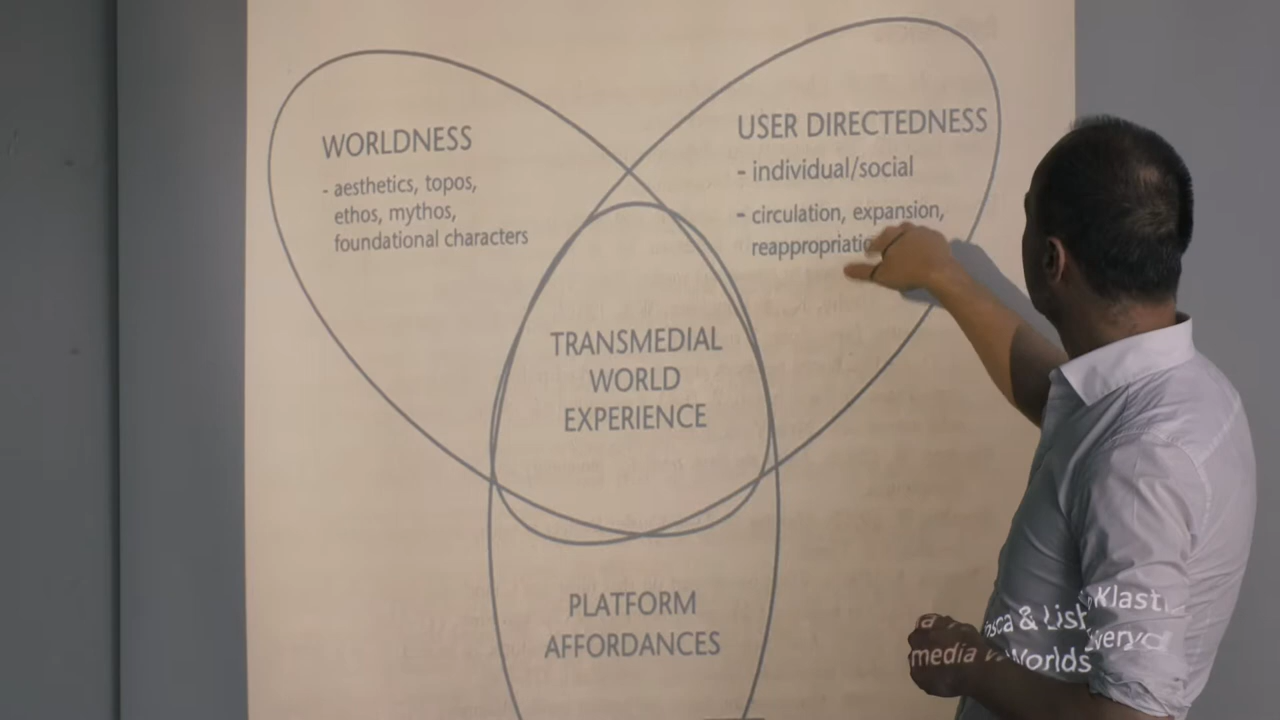 WORLDNESS
- aesthetics, topos,
ethos, mythos,
foundational characters
USER DIRECTEDNESS
- individual/social
- circulation, expansion,
TRANSMEDIAL
WORLD
EXPERIENCE
PLATFORM
AFFORDANCES
&
media
Worlds